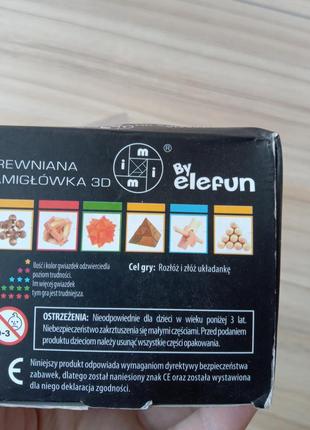 REWNIANA
AMIGŁÓWKA 3D
i m m i
®
By
elefun
Ilość i kolor gwiazdek odzwierciedla
poziom trudności.
Im więcej gwiazdek
tym gra jest trudniejsza.
Cel gry: Rozłóż i złóż układankę
0-3
OSTRZEŻENIA: Nieodpowiednie dla dzieci w wieku poniżej 3 lat.
Niebezpieczeństwo zakrztuszenia się małymi częściami. Przed podaniem
produktu dzieciom należy usunąć wszystkie części opakowania.
CE
Niniejszy produkt odpowiada wymaganiom dyrektywy bezpieczeństwa
zabawek, dlatego został naniesiony znak CE oraz została wystawiona
dla niego deklaracja zgodności.